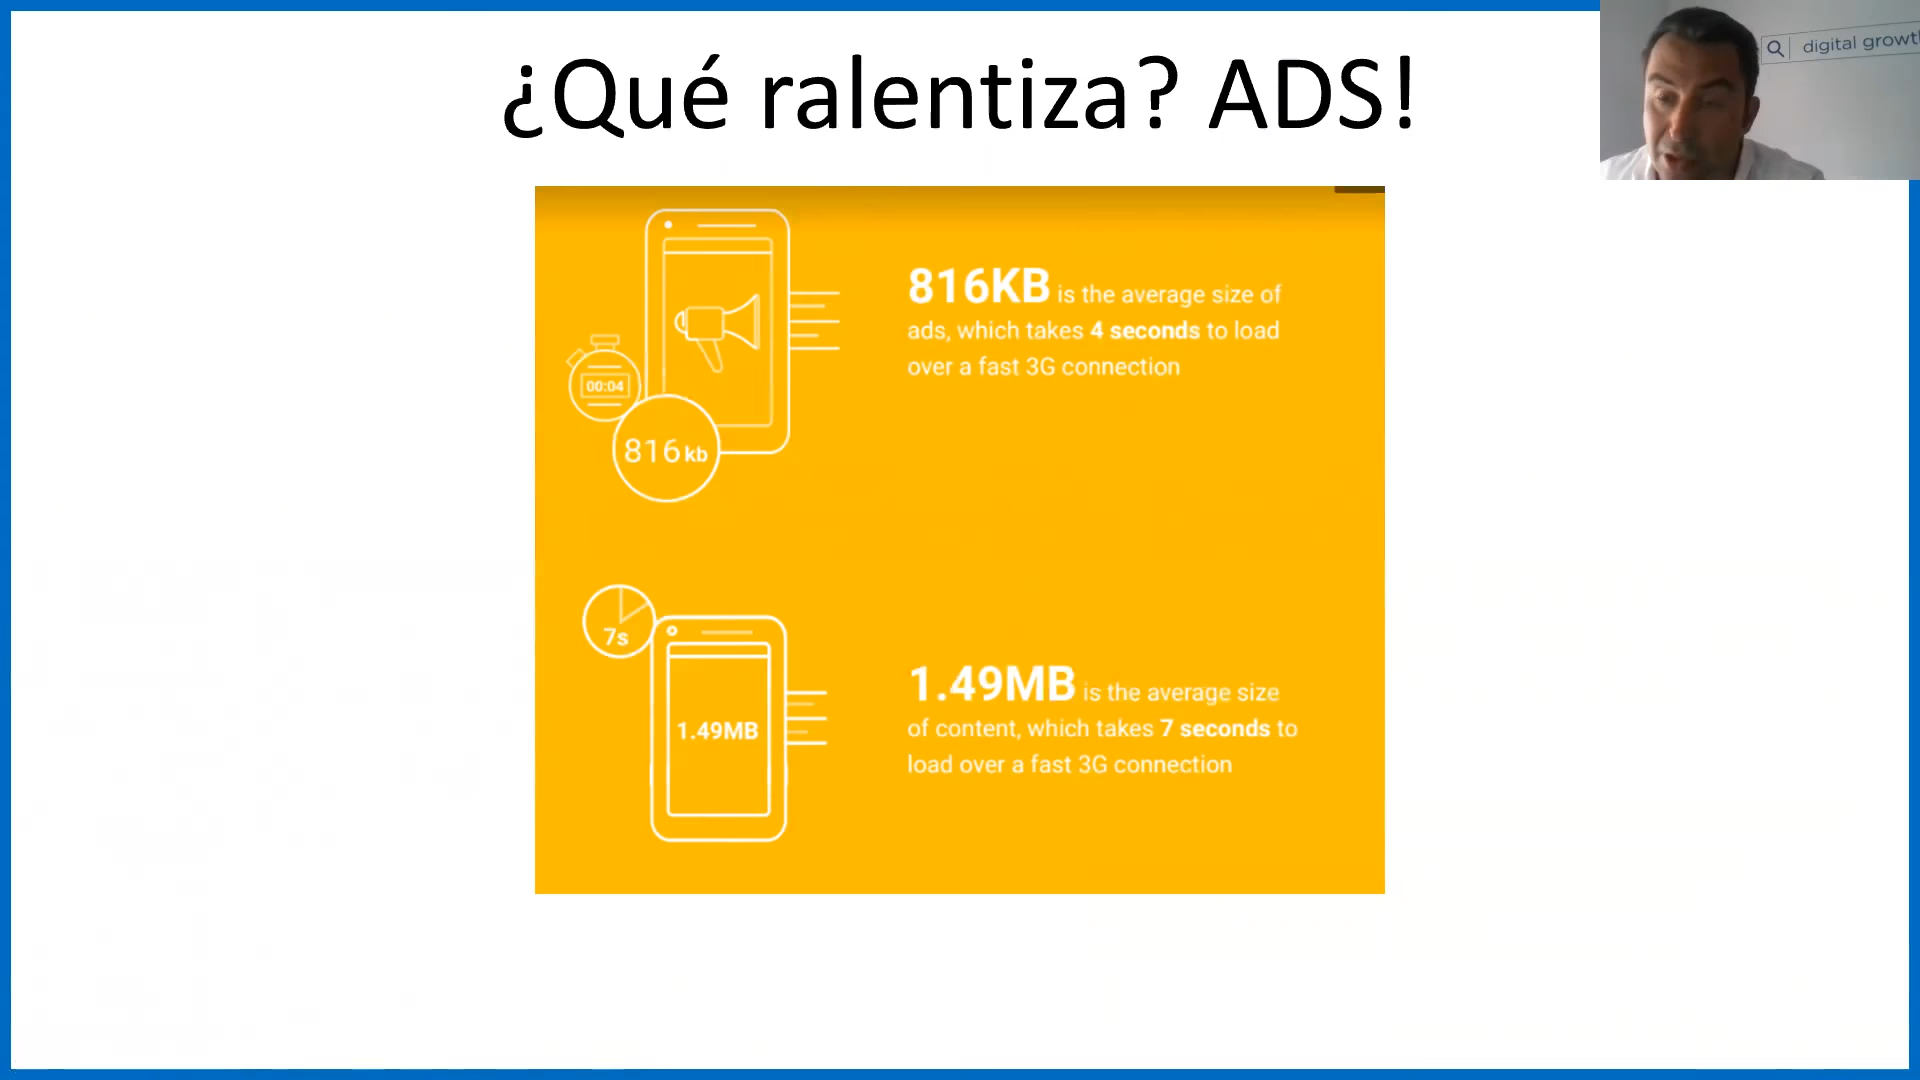 ¿Qué ralentiza? ADS!
digital growth
816KB is the average size of
ads, which takes 4 seconds to load
over a fast 3G connection
00:04
816 kb
7s
1.49MB
1.49MB is the average size
of content, which takes 7 seconds to
load over a fast 3G connection